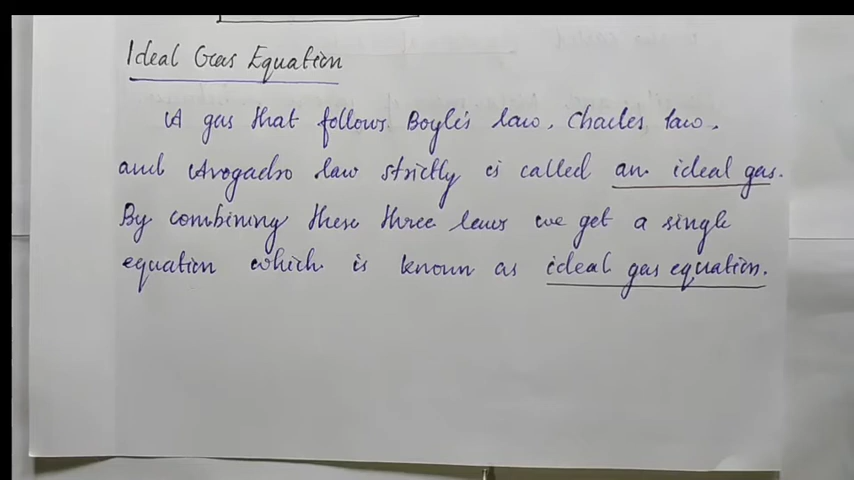 Ideal Gas Equation
A gas that follows Boyle's law, Charles law,
and Avogadro law strictly is called an ideal gas.
By combining these three laws we get a single
equation which is known as ideal gas equation.